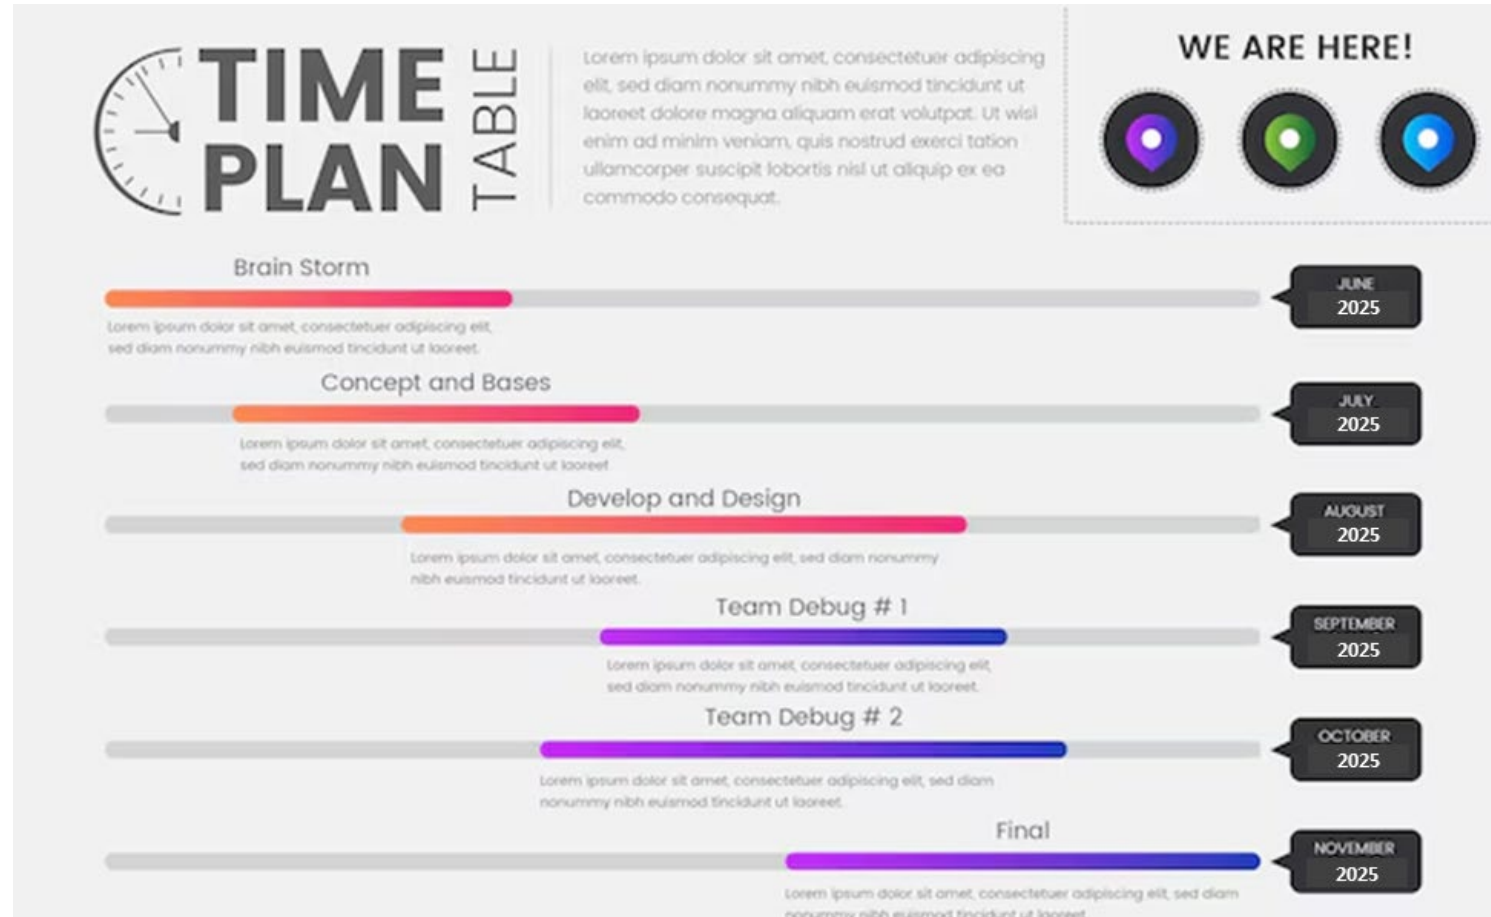 TIME
PLAN
TABLE
Lorem ipsum dolor sit amet, consectetuer adipiscing
elit, sed diam nonummy nibh euismod tincidunt ut
laoreet dolore magna aliquam erat volutpat. Ut wisi
enim ad minim veniam, quis nostrud exerci tation
ullamcorper suscipit lobortis nisl ut aliquip ex ea
commodo consequat.
WE ARE HERE!
Brain Storm
Lorem ipsum dolor sit amet, consectetuer adipiscing elit,
sed diam nonummy nibh euismod tincidunt ut laoreet.
JUNE
2025
Concept and Bases
Lorem ipsum dolor sit amet, consectetuer adipiscing elit,
sed diam nonummy nibh euismod tincidunt ut laoreet
JULY
2025
Develop and Design
Lorem ipsum dolor sit amet, consectetuer adipiscing elit, sed diam nonummy
nibh euismod tincidunt ut laoreet.
AUGUST
2025
Team Debug # 1
Lorem ipsum dolor sit amet, consectetuer adipiscing elit,
sed diam nonummy nibh euismod tincidunt ut laoreet.
SEPTEMBER
2025
Team Debug # 2
Lorem ipsum dolor sit amet, consectetuer adipiscing elit, sed diam
nonummy nibh euismod tincidunt ut laoreet.
OCTOBER
2025
Final
Lorem ipsum dolor sit amet, consectetuer adipiscing elit, sed diam
nonummy nibh euismod tincidunt ut laoreet
NOVEMBER
2025